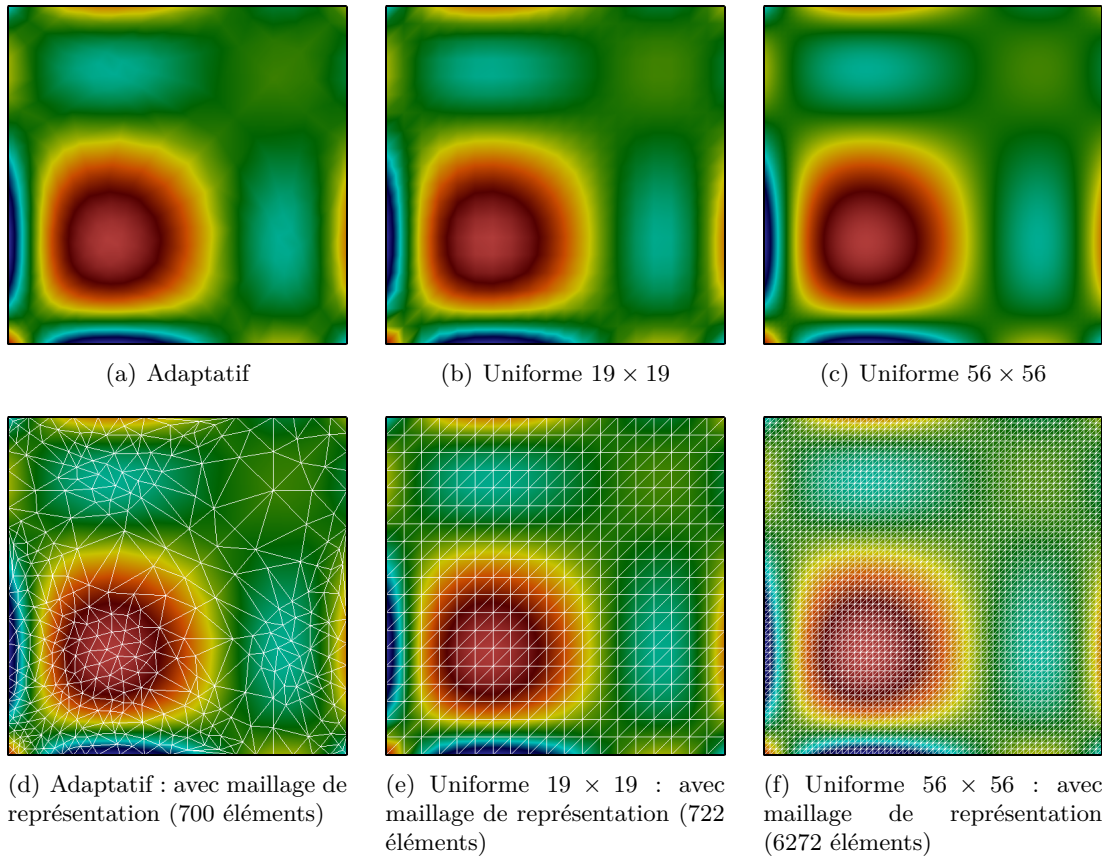 (a) Adaptatif
(b) Uniforme 19 × 19
(c) Uniforme 56 × 56
(d) Adaptatif : avec maillage de
représentation (700 éléments)
(e) Uniforme 19 × 19 : avec
maillage de représentation (722
éléments)
(f) Uniforme 56 × 56 : avec
maillage de représentation
(6272 éléments)